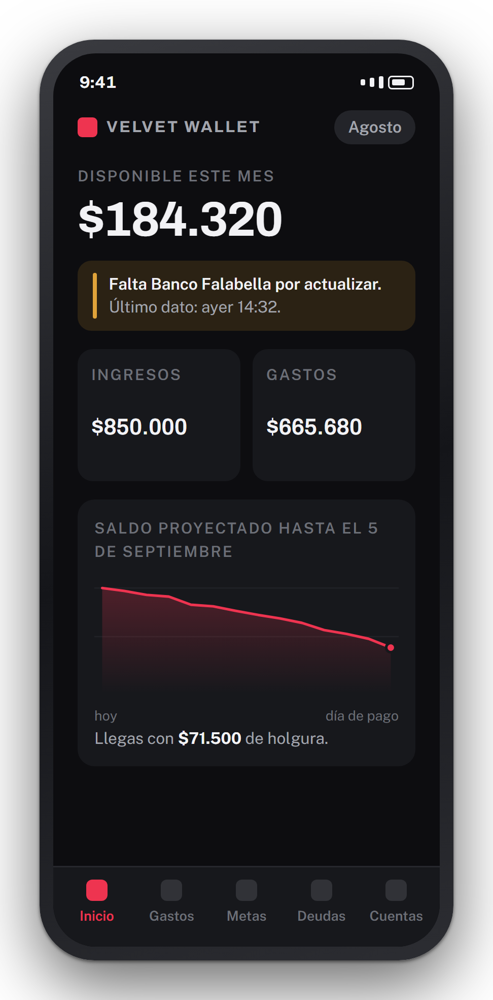 9:41
VELVET WALLET
Agosto
DISPONIBLE ESTE MES
$184.320
Falta Banco Falabella por actualizar.
Último dato: ayer 14:32.
INGRESOS
GASTOS
$850.000
$665.680
SALDO PROYECTADO HASTA EL 5
DE SEPTIEMBRE
hoy
día de pago
Llegas con $71.500 de holgura.
Inicio
Gastos
Metas
Deudas
Cuentas